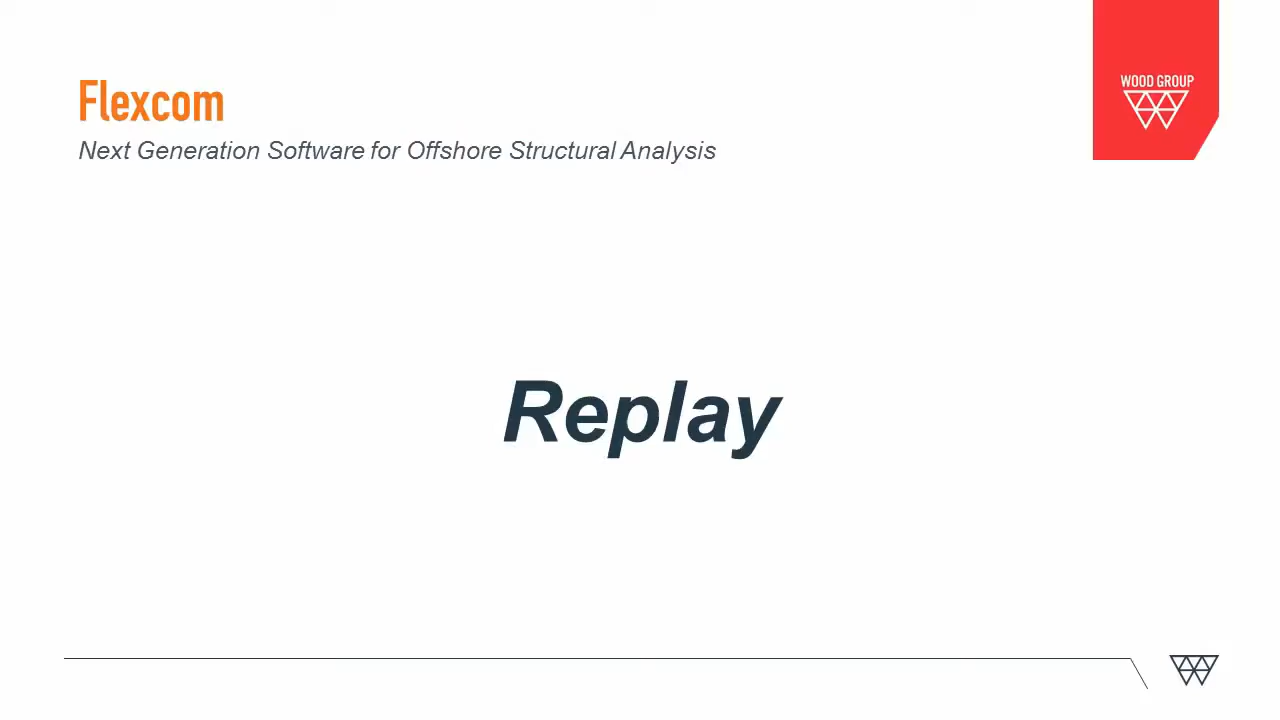 Flexcom
Next Generation Software for Offshore Structural Analysis
WOOD GROUP
Replay